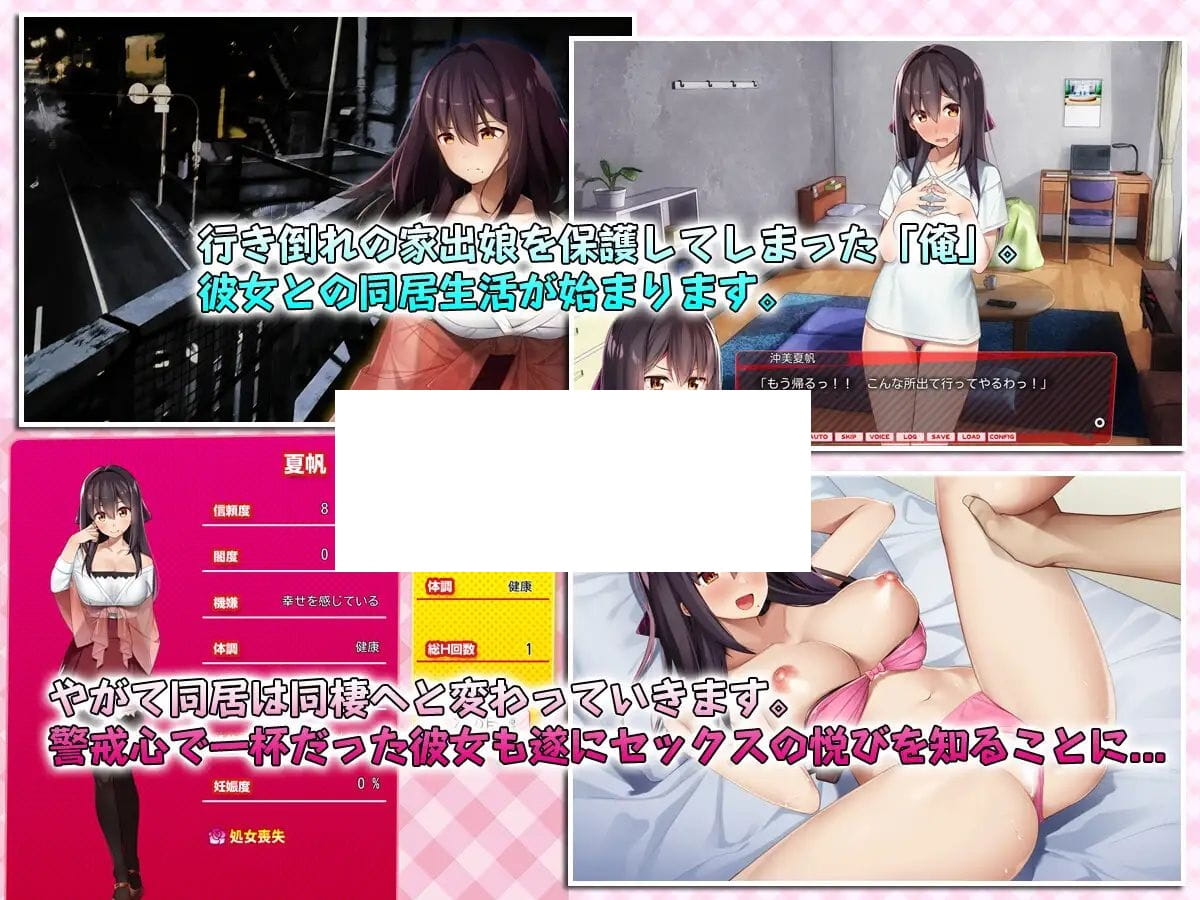 行き倒れの家出娘を保護してしまった「俺」。
彼女との同居生活が始まります。
沖美夏帆
「もう帰るっ！！　こんな所出て行ってやるわっ！」
AUTO SKIP VOICE LOG SAVE LOAD CONFIG
夏帆
信頼度 8
闇度 0
機嫌 幸せを感じている
体調 健康
体調 健康
総H回数 1
やがて同居は同棲へと変わっていきます。
警戒心で一杯だった彼女も遂にセックスの悦びを知ることに...
妊娠度 0 %
処女喪失